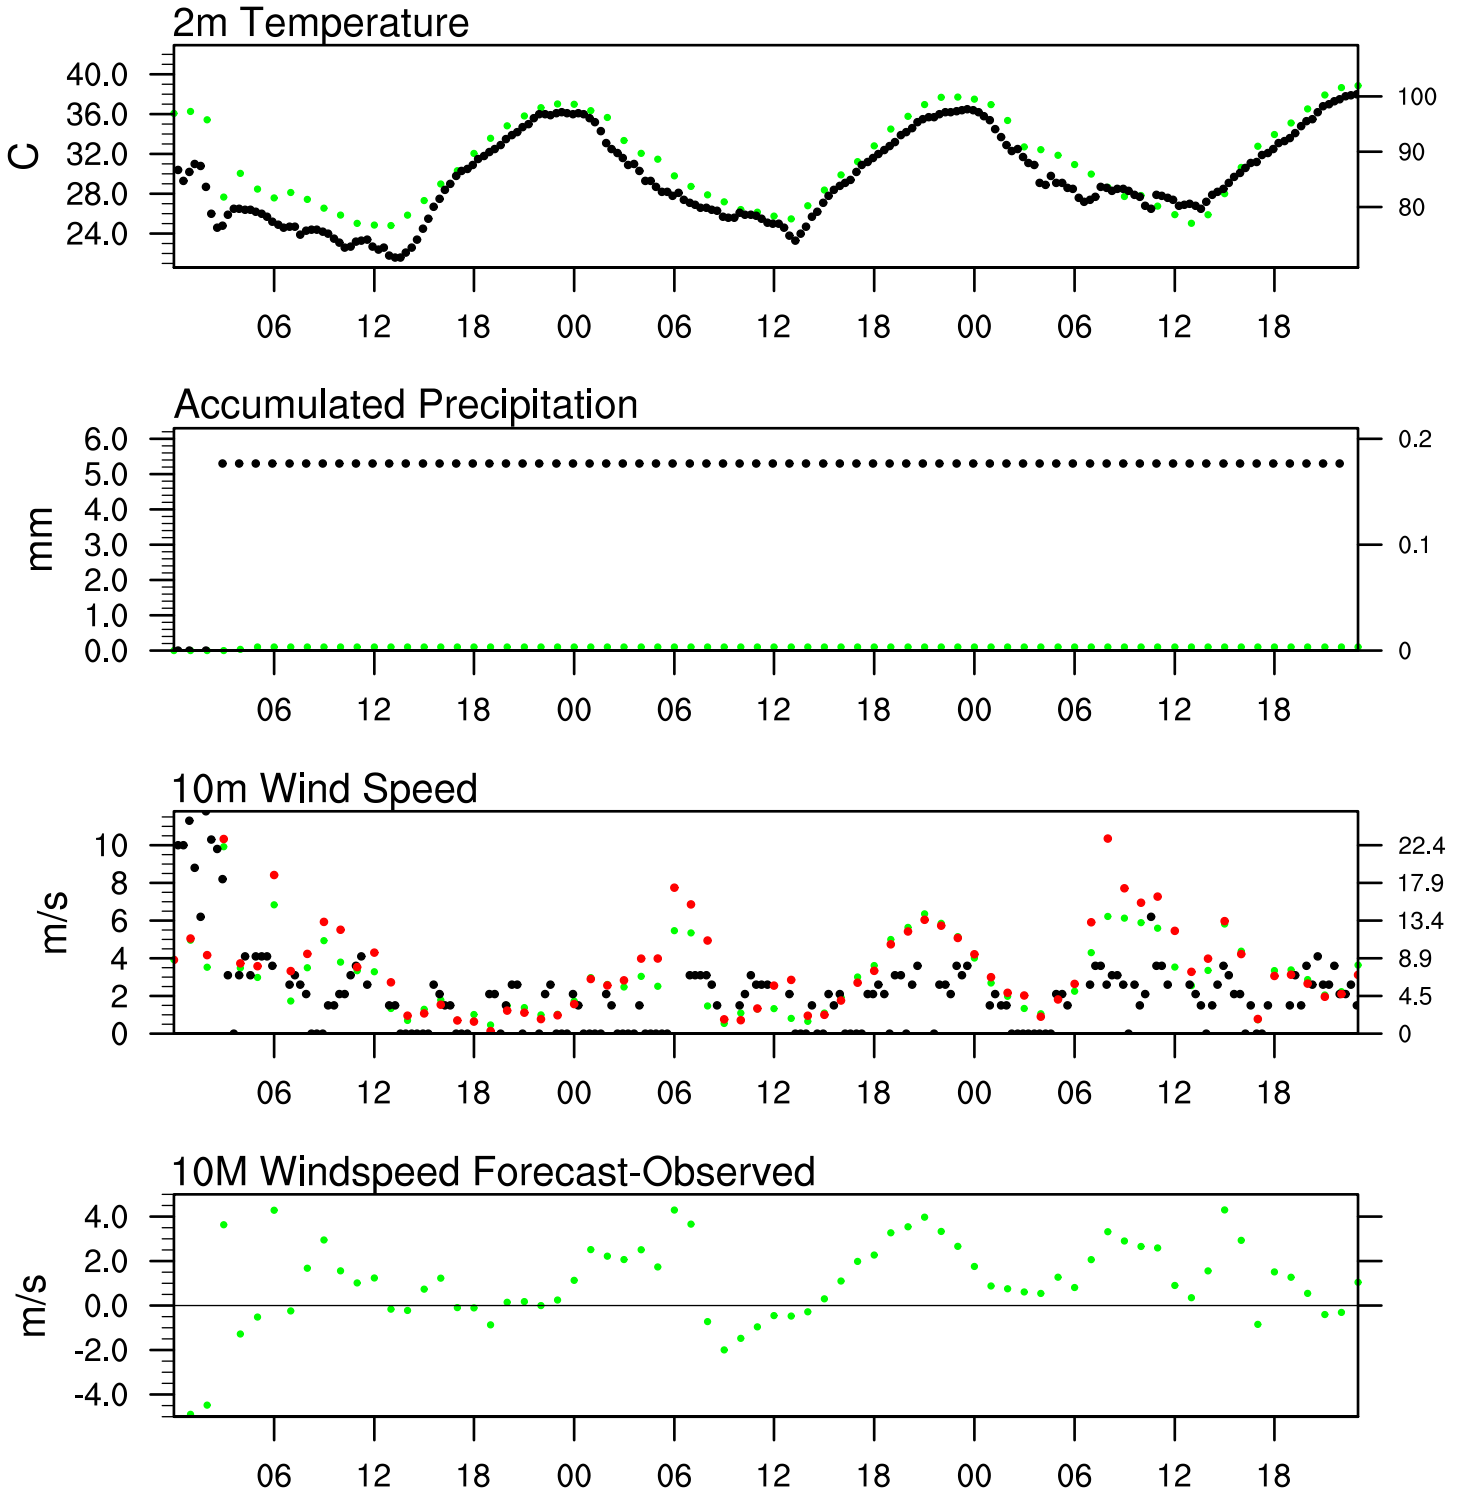 2m Temperature
40.0
36.0
32.0
28.0
24.0
C
100
90
80
06 12 18 00 06 12 18 00 06 12 18
Accumulated Precipitation
6.0
5.0
4.0
3.0
2.0
1.0
0.0
mm
0.2
0.1
0
06 12 18 00 06 12 18 00 06 12 18
10m Wind Speed
10
8
6
4
2
0
m/s
22.4
17.9
13.4
8.9
4.5
0
06 12 18 00 06 12 18 00 06 12 18
10M Windspeed Forecast-Observed
4.0
2.0
0.0
-2.0
-4.0
m/s
06 12 18 00 06 12 18 00 06 12 18